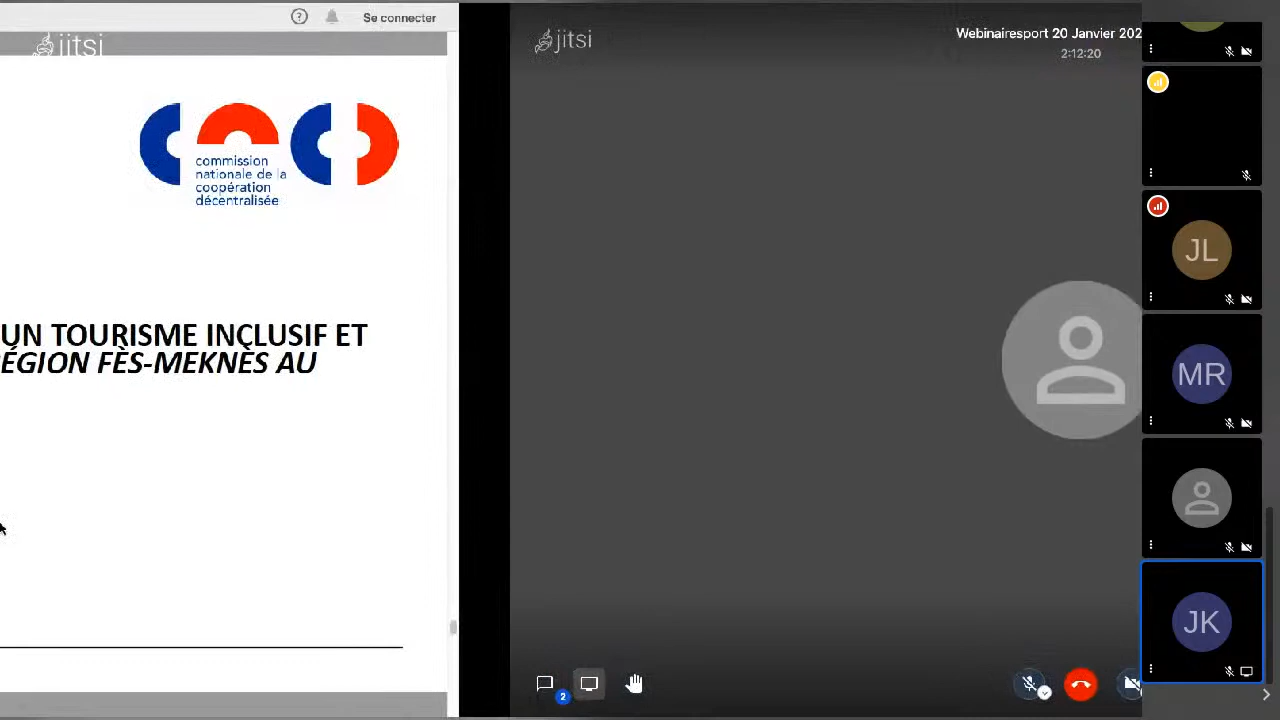 Se connecter
jitsi
commission
nationale de la
coopération
décentralisée
UN TOURISME INCLUSIF ET
ÉGION FÈS-MEKNÈS AU
jitsi
Webinairesport 20 Janvier 202
2:12:20
2
JL
MR
JK